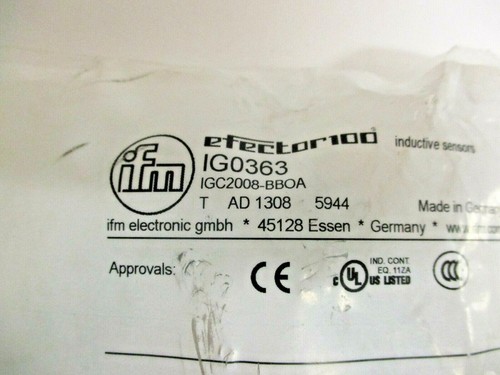 ifm
efector100 inductive sensors
IG0363
IGC2008-BBOA
T AD 1308 5944 Made in
ifm electronic gmbh * 45128 Essen * Germany *
Approvals: CE
IND. CONT.
EQ. 11ZA
C UL US LISTED
CCC